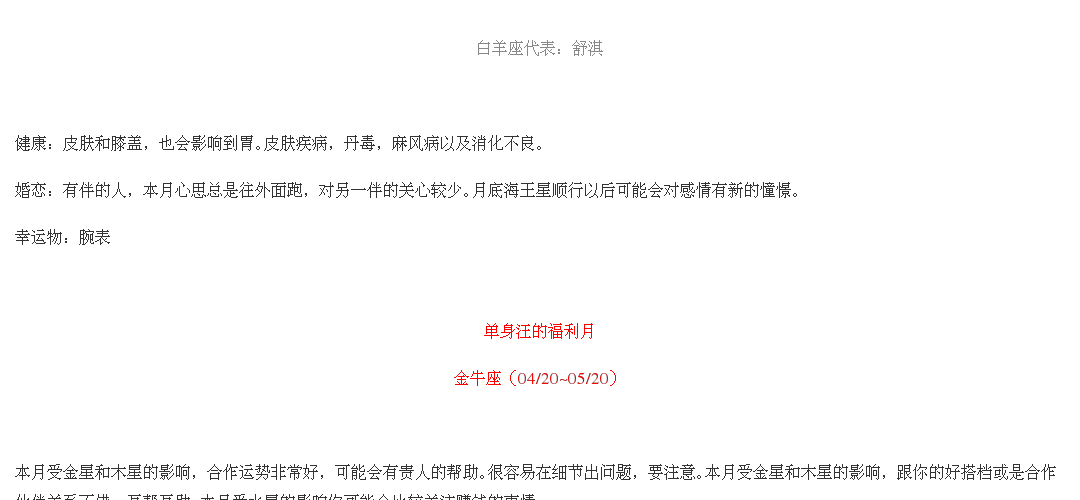 白羊座代表：舒淇
健康：皮肤和膝盖，也会影响到胃。皮肤疾病，丹毒，麻风病以及消化不良。
婚恋：有伴的人，本月心思总是往外面跑，对另一伴的关心较少。月底海王星顺行以后可能会对感情有新的憧憬。
幸运物：腕表
单身汪的福利月
金牛座（04/20~05/20）
本月受金星和木星的影响，合作运势非常好，可能会有贵人的帮助。很容易在细节出问题，要注意。本月受金星和木星的影响，跟你的好搭档或是合作